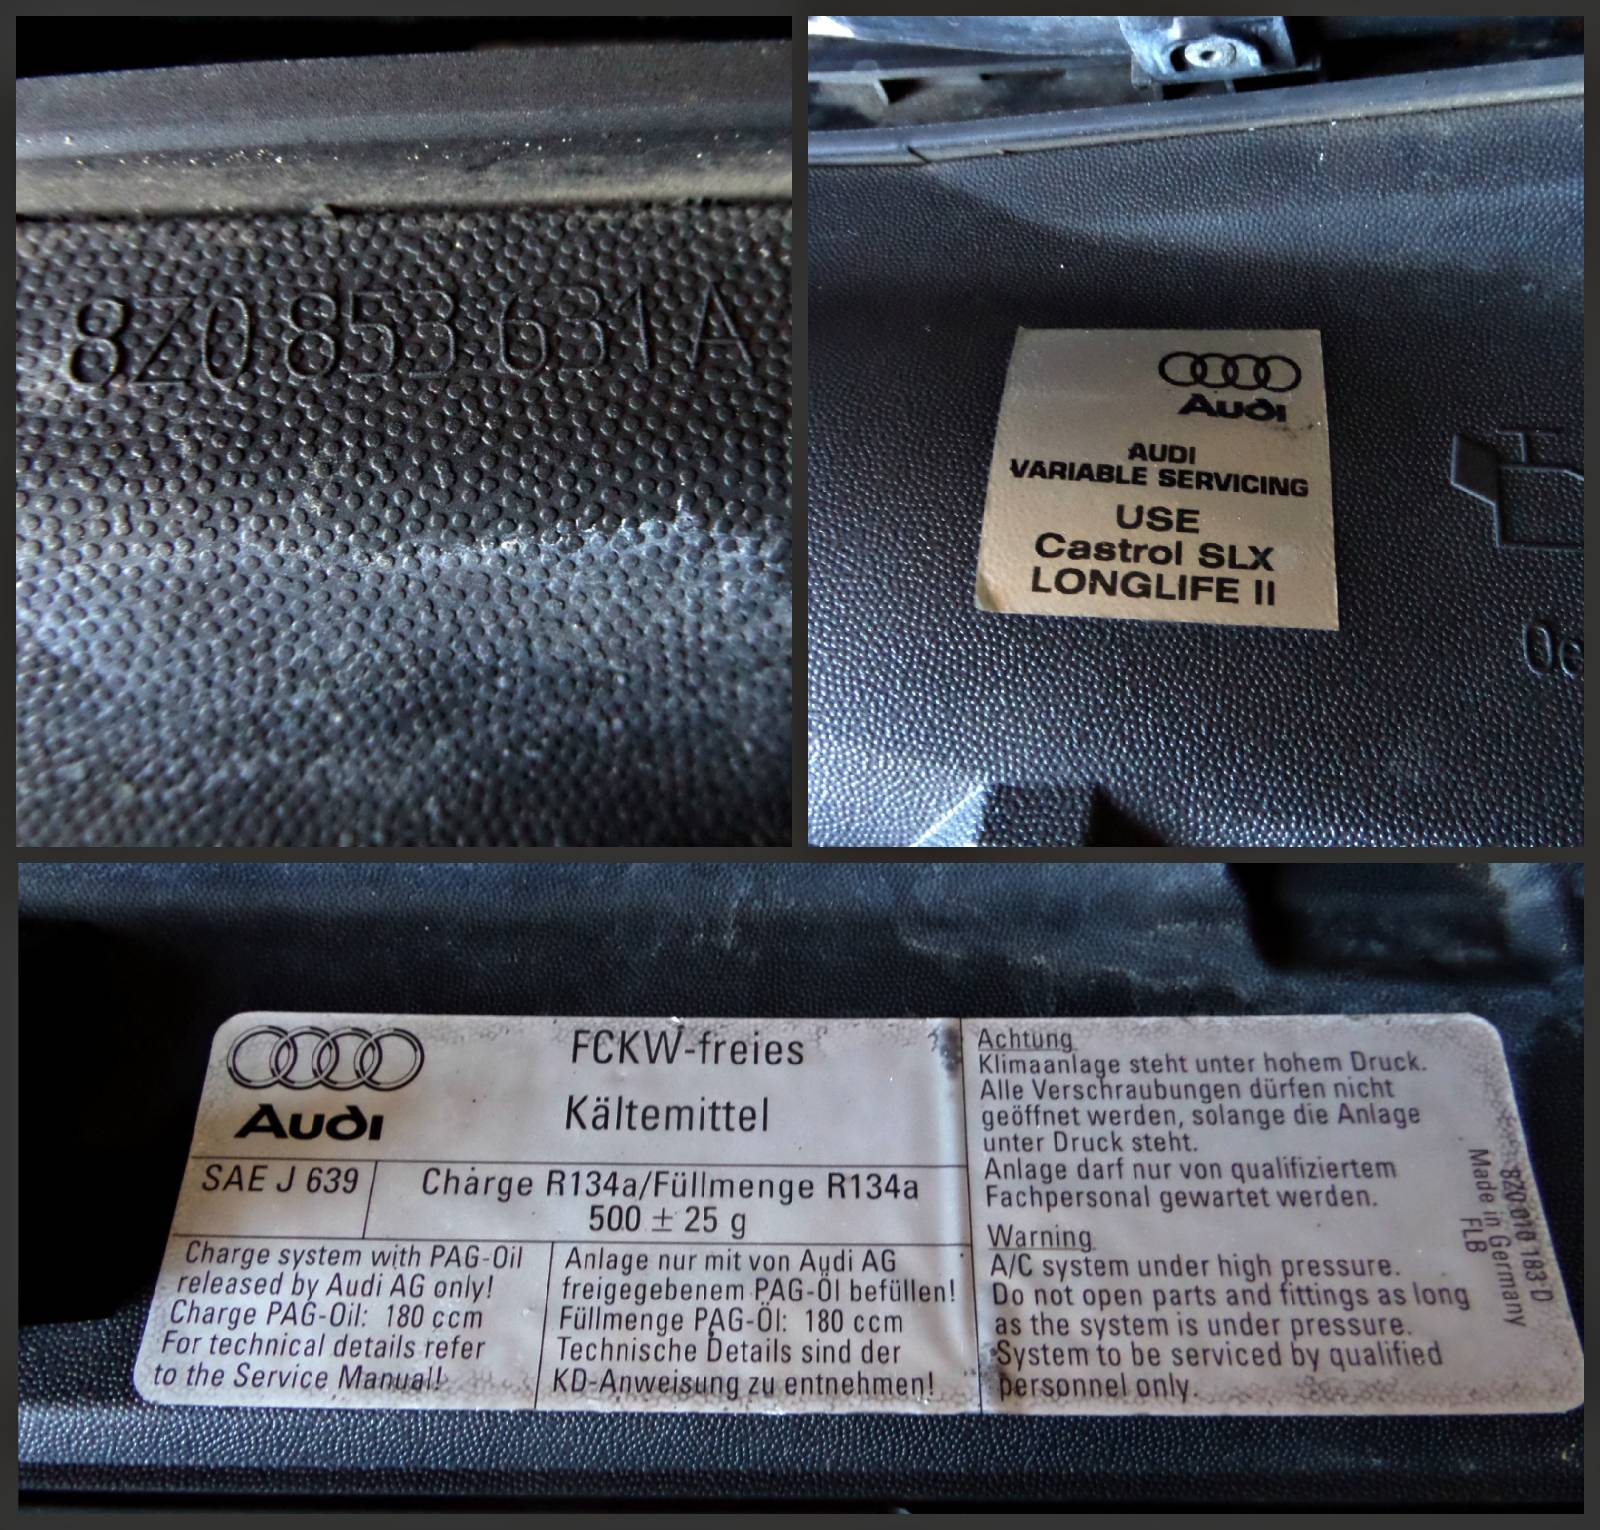 8Z0 853 631 A
Audi
AUDI
VARIABLE SERVICING
USE
Castrol SLX
LONGLIFE II
Audi
FCKW-freies
Kältemittel
SAE J 639
Charge R134a/Füllmenge R134a
500 ± 25 g
Charge system with PAG-Oil
released by Audi AG only!
Charge PAG-Oil: 180 ccm
For technical details refer
to the Service Manual!
Anlage nur mit von Audi AG
freigegebenem PAG-Öl befüllen!
Füllmenge PAG-Öl: 180 ccm
Technische Details sind der
KD-Anweisung zu entnehmen!
Achtung
Klimaanlage steht unter hohem Druck.
Alle Verschraubungen dürfen nicht
geöffnet werden, solange die Anlage
unter Druck steht.
Anlage darf nur von qualifiziertem
Fachpersonal gewartet werden.
Warning
A/C system under high pressure.
Do not open parts and fittings as long
as the system is under pressure.
System to be serviced by qualified
personnel only.
8Z0 010 183 D
Made in Germany
FLB